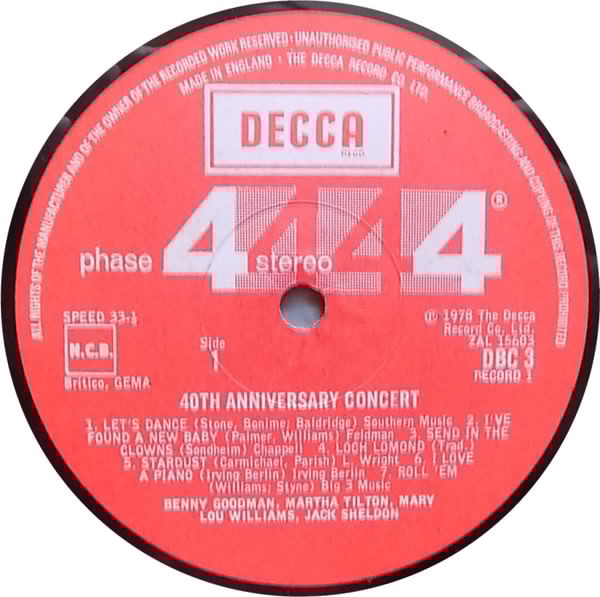 ALL RIGHTS OF THE MANUFACTURER AND OF THE OWNER OF THE RECORDED WORK RESERVED · UNAUTHORISED PUBLIC PERFORMANCE BROADCASTING AND COPYING OF THIS RECORD PROHIBITED
MADE IN ENGLAND · THE DECCA RECORD CO. LTD.
DECCA
REGD.
phase 4 stereo 4 4 4 ®
SPEED 33⅓
N.C.B.
Britico, GEMA
Side
1
℗ 1978 The Decca
Record Co. Ltd.
ZAL 15603
DBC 3
RECORD 1
40TH ANNIVERSARY CONCERT
1. LET'S DANCE (Stone, Bonime; Baldridge) Southern Music 2. I'VE
FOUND A NEW BABY (Palmer, Williams) Feldman 3. SEND IN THE
CLOWNS (Sondheim) Chappell 4. LOCH LOMOND (Trad.)
5. STARDUST (Carmichael, Parish) L. Wright 6. I LOVE
A PIANO (Irving Berlin) Irving Berlin 7. ROLL 'EM
(Williams; Styne) Big 3 Music
BENNY GOODMAN, MARTHA TILTON, MARY
LOU WILLIAMS, JACK SHELDON